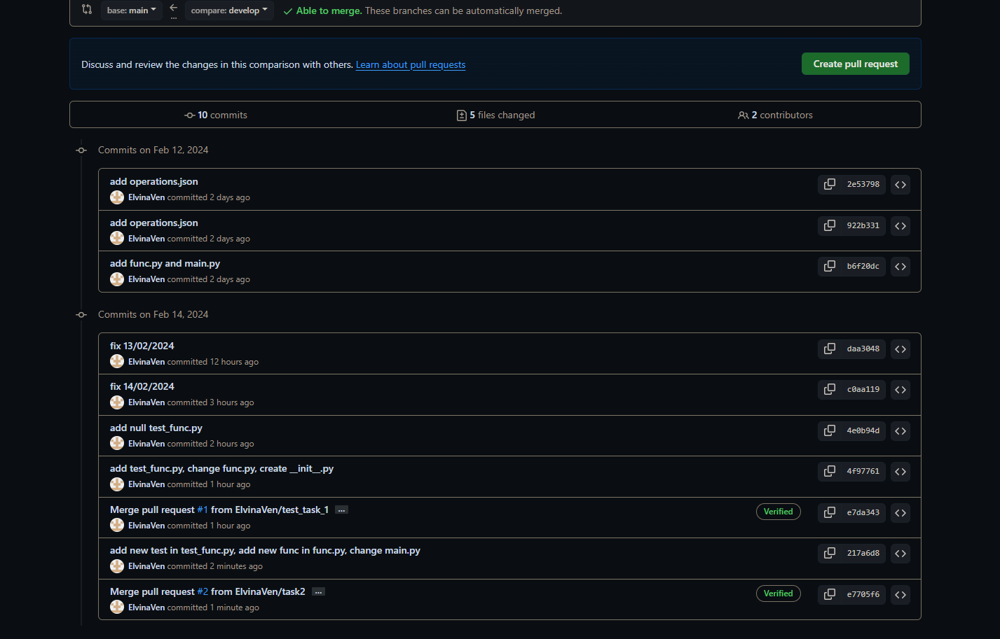 base: main compare: develop Able to merge. These branches can be automatically merged.
...
Discuss and review the changes in this comparison with others. Learn about pull requests Create pull request
10 commits 5 files changed 2 contributors
Commits on Feb 12, 2024
add operations.json
2e53798
ElvinaVen committed 2 days ago
add operations.json
922b331
ElvinaVen committed 2 days ago
add func.py and main.py
b6f20dc
ElvinaVen committed 2 days ago
Commits on Feb 14, 2024
fix 13/02/2024
daa3048
ElvinaVen committed 12 hours ago
fix 14/02/2024
c0aa119
ElvinaVen committed 3 hours ago
add null test_func.py
4e0b94d
ElvinaVen committed 2 hours ago
add test_func.py, change func.py, create __init__.py
4f97761
ElvinaVen committed 1 hour ago
Merge pull request #1 from ElvinaVen/test_task_1 ...
Verified e7da343
ElvinaVen committed 1 hour ago
add new test in test_func.py, add new func in func.py, change main.py
217a6d8
ElvinaVen committed 2 minutes ago
Merge pull request #2 from ElvinaVen/task2 ...
Verified e7705f6
ElvinaVen committed 1 minute ago